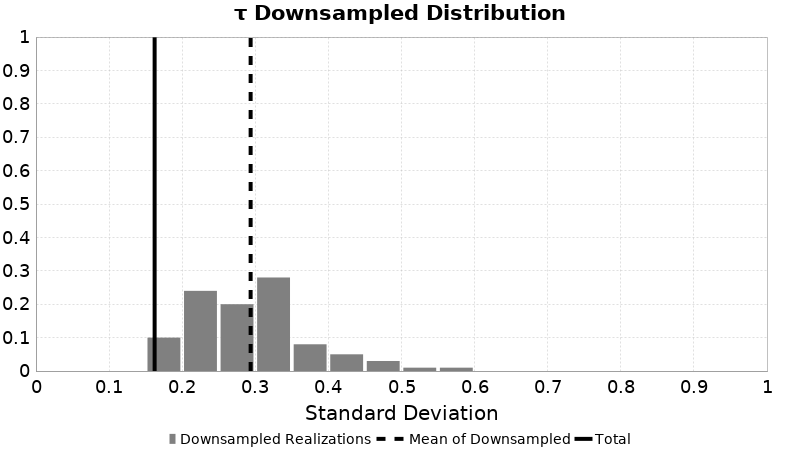 τ Downsampled Distribution
1
0.9
0.8
0.7
0.6
0.5
0.4
0.3
0.2
0.1
0
0 0.1 0.2 0.3 0.4 0.5 0.6 0.7 0.8 0.9 1
Standard Deviation
Downsampled Realizations Mean of Downsampled Total